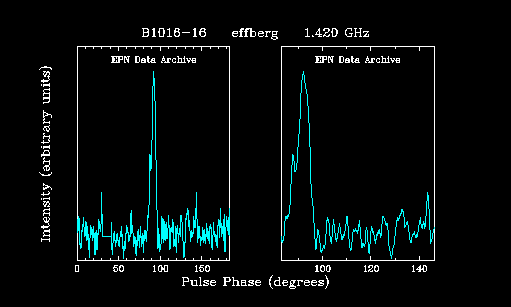 B1016-16 effberg 1.420 GHz
EPN Data Archive
EPN Data Archive
Intensity (arbitrary units)
0 50 100 150
100 120 140
Pulse Phase (degrees)